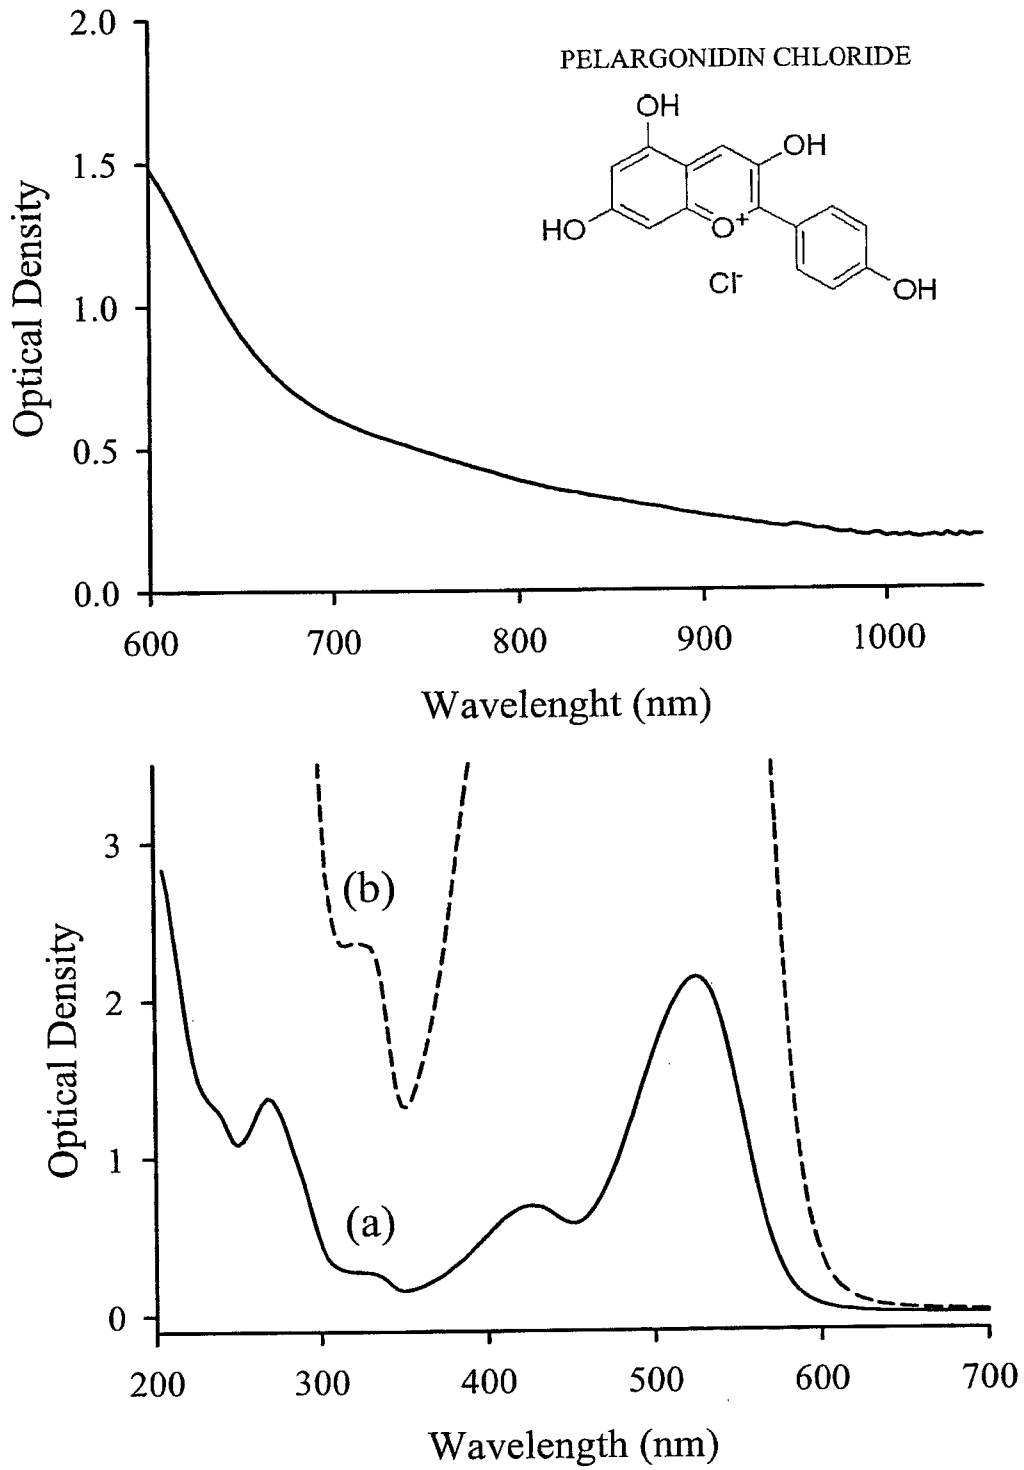 2.0
PELARGONIDIN CHLORIDE
OH
OH
1.5
HO
O+
Cl-
OH
1.0
0.5
0.0
Optical Density
600 700 800 900 1000
Wavelenght (nm)
3
(b)
2
1
(a)
0
Optical Density
200 300 400 500 600 700
Wavelength (nm)